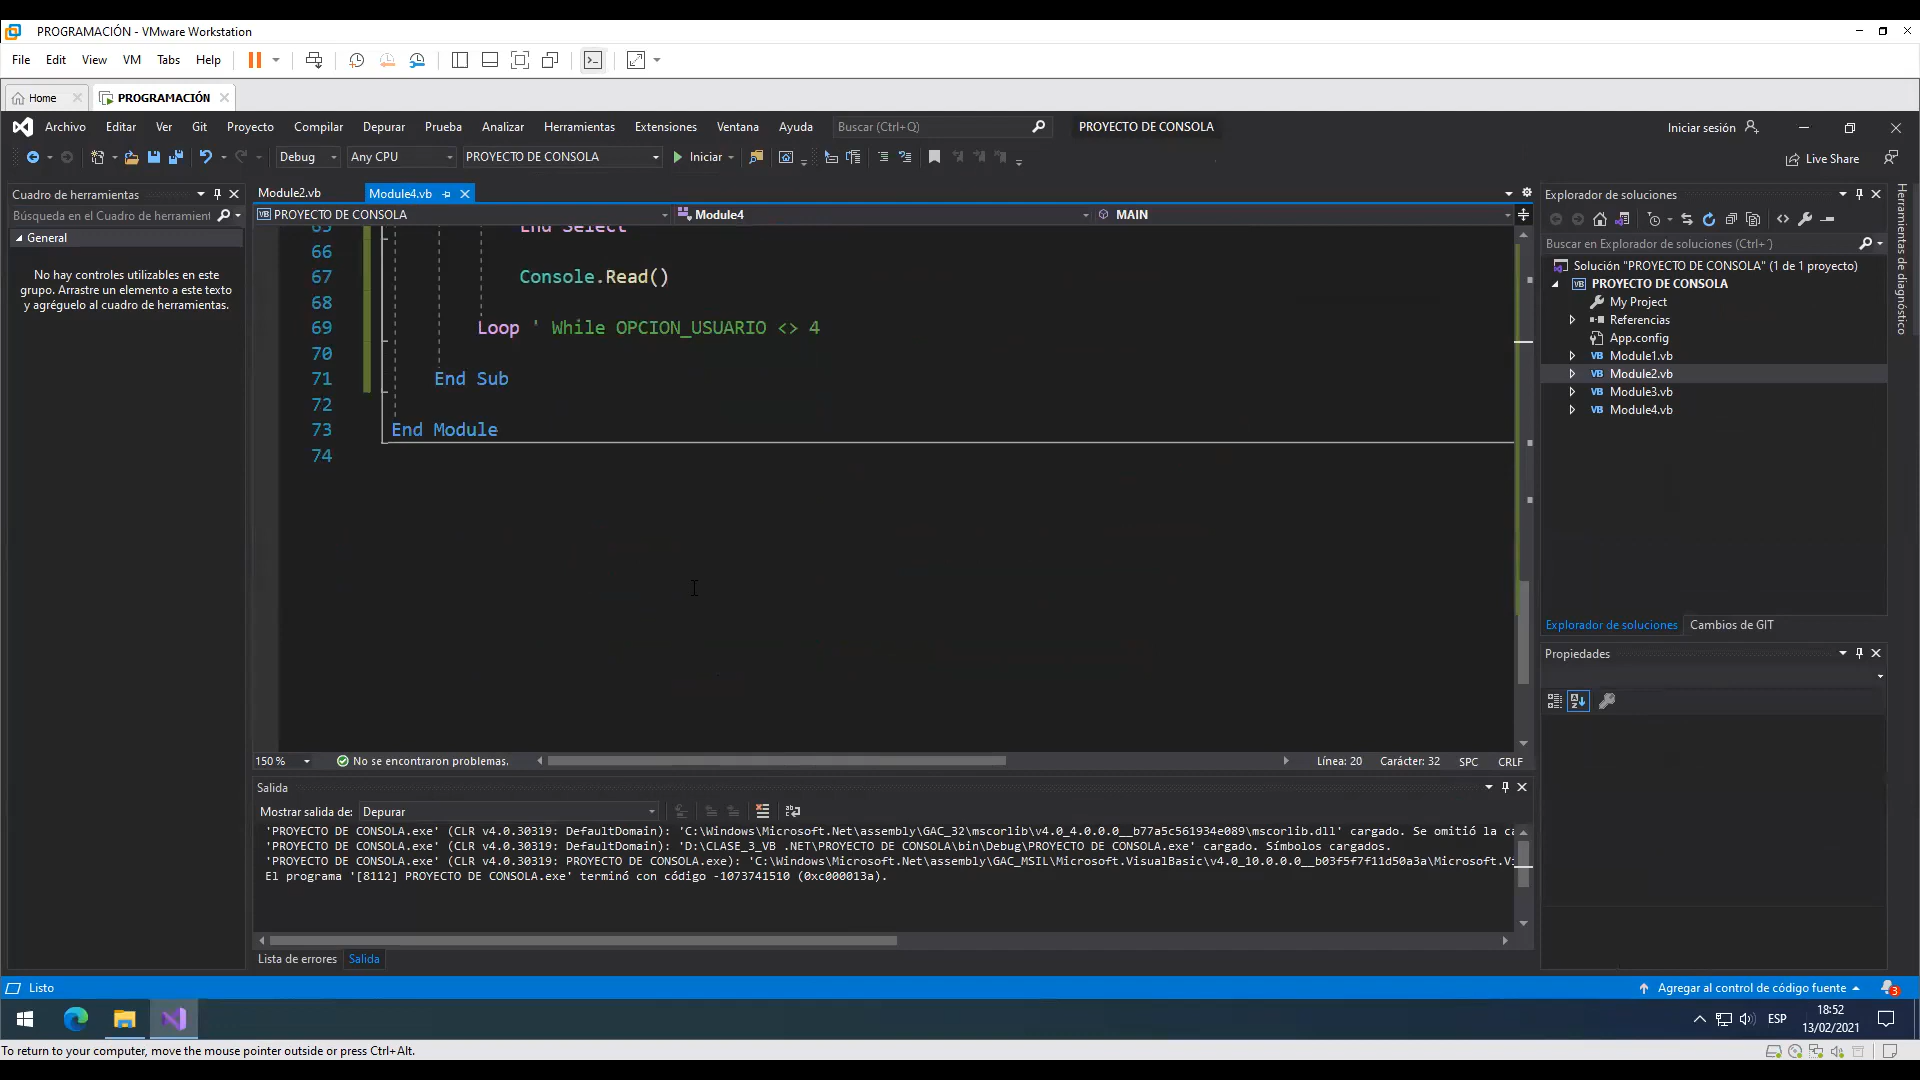 PROGRAMACIÓN - VMware Workstation
File Edit View VM Tabs Help
Home PROGRAMACIÓN
Archivo Editar Ver Git Proyecto Compilar Depurar Prueba Analizar Herramientas Extensiones Ventana Ayuda Buscar (Ctrl+Q) PROYECTO DE CONSOLA Iniciar sesión
Debug Any CPU PROYECTO DE CONSOLA Iniciar Live Share
Cuadro de herramientas
Búsqueda en el Cuadro de herramient
General
No hay controles utilizables en este
grupo. Arrastre un elemento a este texto
y agréguelo al cuadro de herramientas.
Module2.vb Module4.vb
PROYECTO DE CONSOLA Module4 MAIN
65 End Select
66
67 Console.Read()
68
69 Loop ' While OPCION_USUARIO <> 4
70
71 End Sub
72
73 End Module
74
150 % No se encontraron problemas. Línea: 20 Carácter: 32 SPC CRLF
Salida
Mostrar salida de: Depurar
'PROYECTO DE CONSOLA.exe' (CLR v4.0.30319: DefaultDomain): 'C:\Windows\Microsoft.Net\assembly\GAC_32\mscorlib\v4.0_4.0.0.0__b77a5c561934e089\mscorlib.dll' cargado. Se omitió la ca
'PROYECTO DE CONSOLA.exe' (CLR v4.0.30319: DefaultDomain): 'D:\CLASE_3_VB .NET\PROYECTO DE CONSOLA\bin\Debug\PROYECTO DE CONSOLA.exe' cargado. Símbolos cargados.
'PROYECTO DE CONSOLA.exe' (CLR v4.0.30319: PROYECTO DE CONSOLA.exe): 'C:\Windows\Microsoft.Net\assembly\GAC_MSIL\Microsoft.VisualBasic\v4.0_10.0.0.0__b03f5f7f11d50a3a\Microsoft.Vi
El programa '[8112] PROYECTO DE CONSOLA.exe' terminó con código -1073741510 (0xc000013a).
Lista de errores Salida
Explorador de soluciones
Buscar en Explorador de soluciones (Ctrl+´)
Solución "PROYECTO DE CONSOLA" (1 de 1 proyecto)
PROYECTO DE CONSOLA
My Project
Referencias
App.config
VB Module1.vb
VB Module2.vb
VB Module3.vb
VB Module4.vb
Explorador de soluciones Cambios de GIT
Propiedades
Herramientas de diagnóstico
Listo Agregar al control de código fuente 3
ESP 18:52
13/02/2021
To return to your computer, move the mouse pointer outside or press Ctrl+Alt.